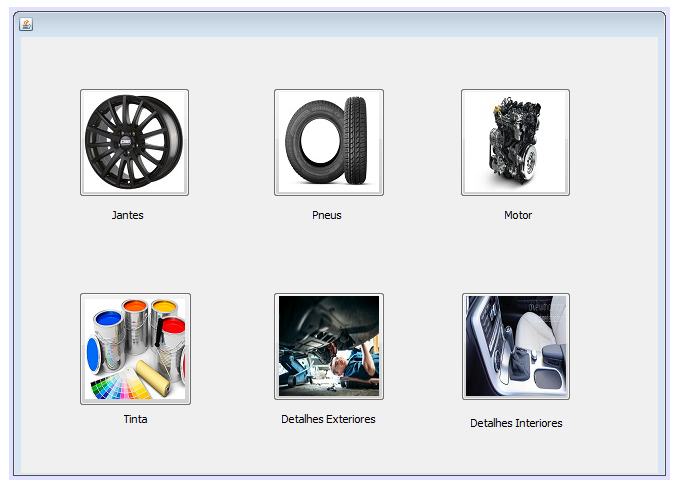 Jantes
Pneus
Motor
Tinta
Detalhes Exteriores
Detalhes Interiores